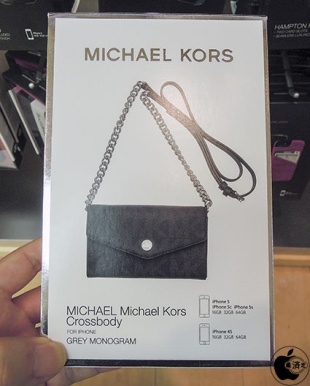 MICHAEL KORS
HAMPTON
MICHAEL Michael Kors
Crossbody
FOR IPHONE
GREY MONOGRAM
iPhone 5
iPhone 5c iPhone 5s
16GB 32GB 64GB
iPhone 4S
16GB 32GB 64GB